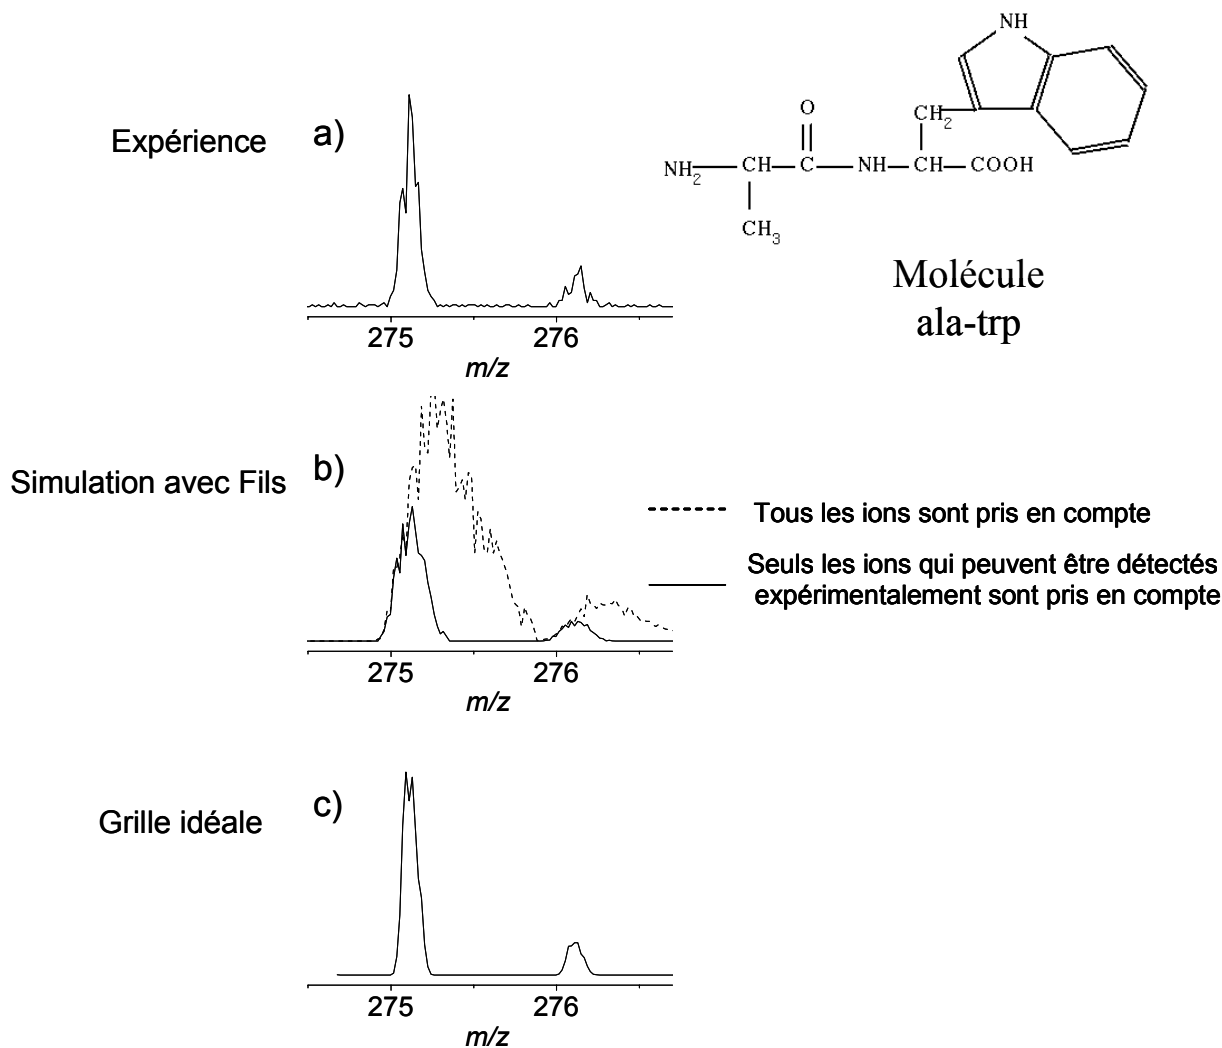 NH
Expérience
a)
O
CH2
NH2
CH
C
NH
CH
COOH
CH3
Molécule
ala-trp
275
276
m/z
Simulation avec Fils
b)
Tous les ions sont pris en compte
Seuls les ions qui peuvent être détectés
expérimentalement sont pris en compte
275
276
m/z
Grille idéale
c)
275
276
m/z